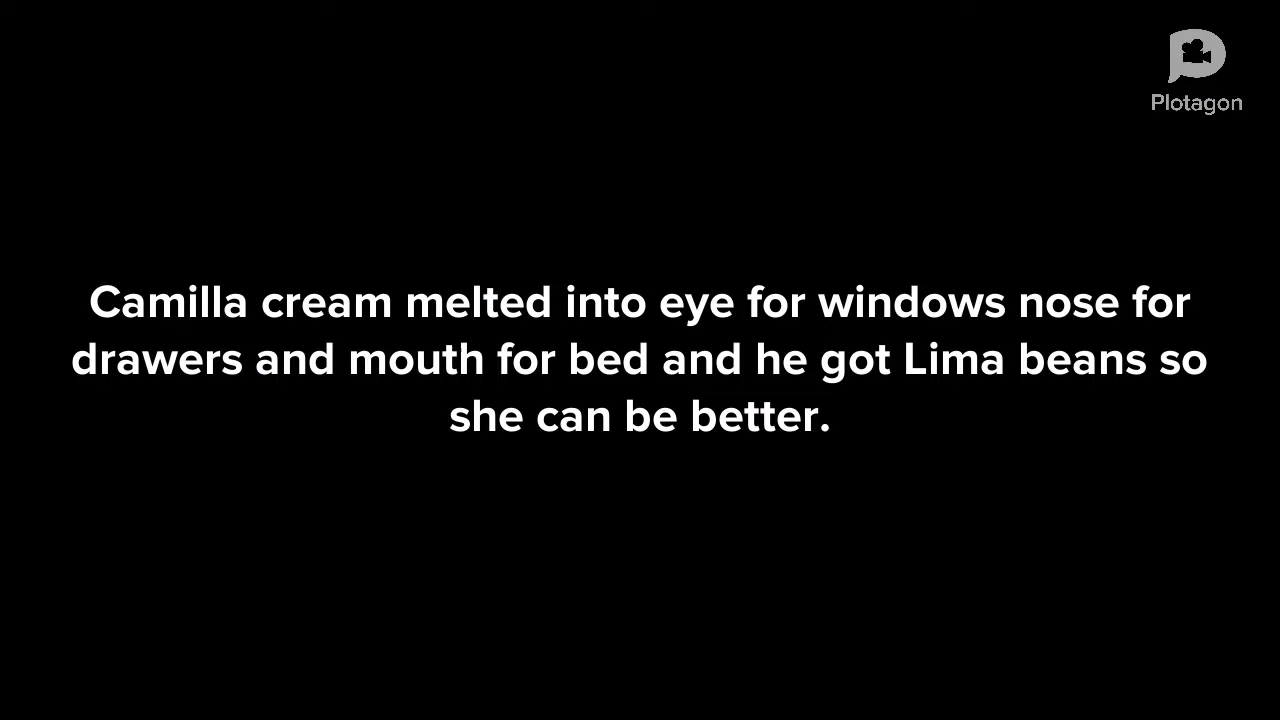 Plotagon
Camilla cream melted into eye for windows nose for
drawers and mouth for bed and he got Lima beans so
she can be better.